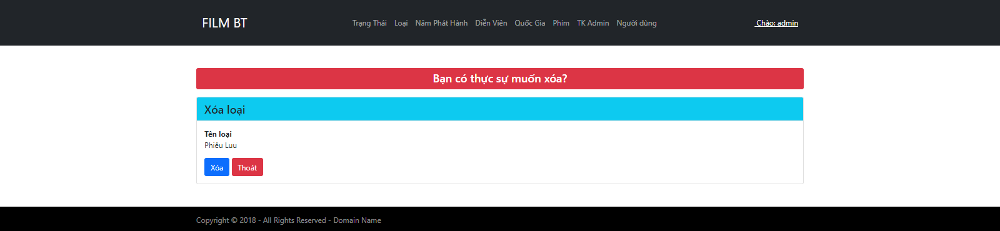 FILM BT
Trạng Thái Loại Năm Phát Hành Diễn Viên Quốc Gia Phim TK Admin Người dùng
Chào: admin
Bạn có thực sự muốn xóa?
Xóa loại
Tên loại
Phiêu Luu
Xóa Thoát
Copyright © 2018 - All Rights Reserved - Domain Name